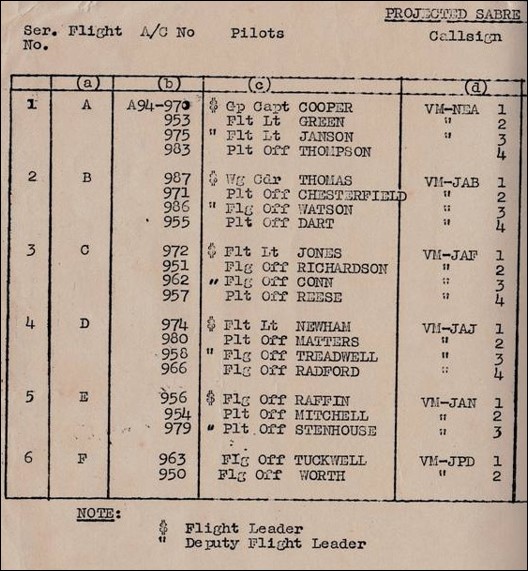 PROJECTED SABRE
Ser. Flight A/C No Pilots Callsign
No.
(a) (b) (c) (d)
1 A A94-970 $ Gp Capt COOPER VM-NEA 1
953 Flt Lt GREEN " 2
975 " Flt Lt JANSON " 3
983 Plt Off THOMPSON 4
2 B 987 $ Wg Cdr THOMAS VM-JAB 1
971 Plt Off CHESTERFIELD " 2
986 " Flg Off WATSON " 3
955 Plt Off DART " 4
3 C 972 $ Flt Lt JONES VM-JAF 1
951 Flg Off RICHARDSON " 2
962 " Flg Off CONN " 3
957 Plt Off REESE " 4
4 D 974 $ Flt Lt NEWHAM VM-JAJ 1
980 Plt Off MATTERS " 2
958 " Flg Off TREADWELL " 3
966 Flg Off RADFORD " 4
5 E 956 $ Flg Off RAFFIN VM-JAN 1
954 Plt Off MITCHELL " 2
979 " Plt Off STENHOUSE " 3
6 F 963 Flg Off TUCKWELL VM-JPD 1
950 Flg Off WORTH " 2
NOTE:
$ Flight Leader
" Deputy Flight Leader